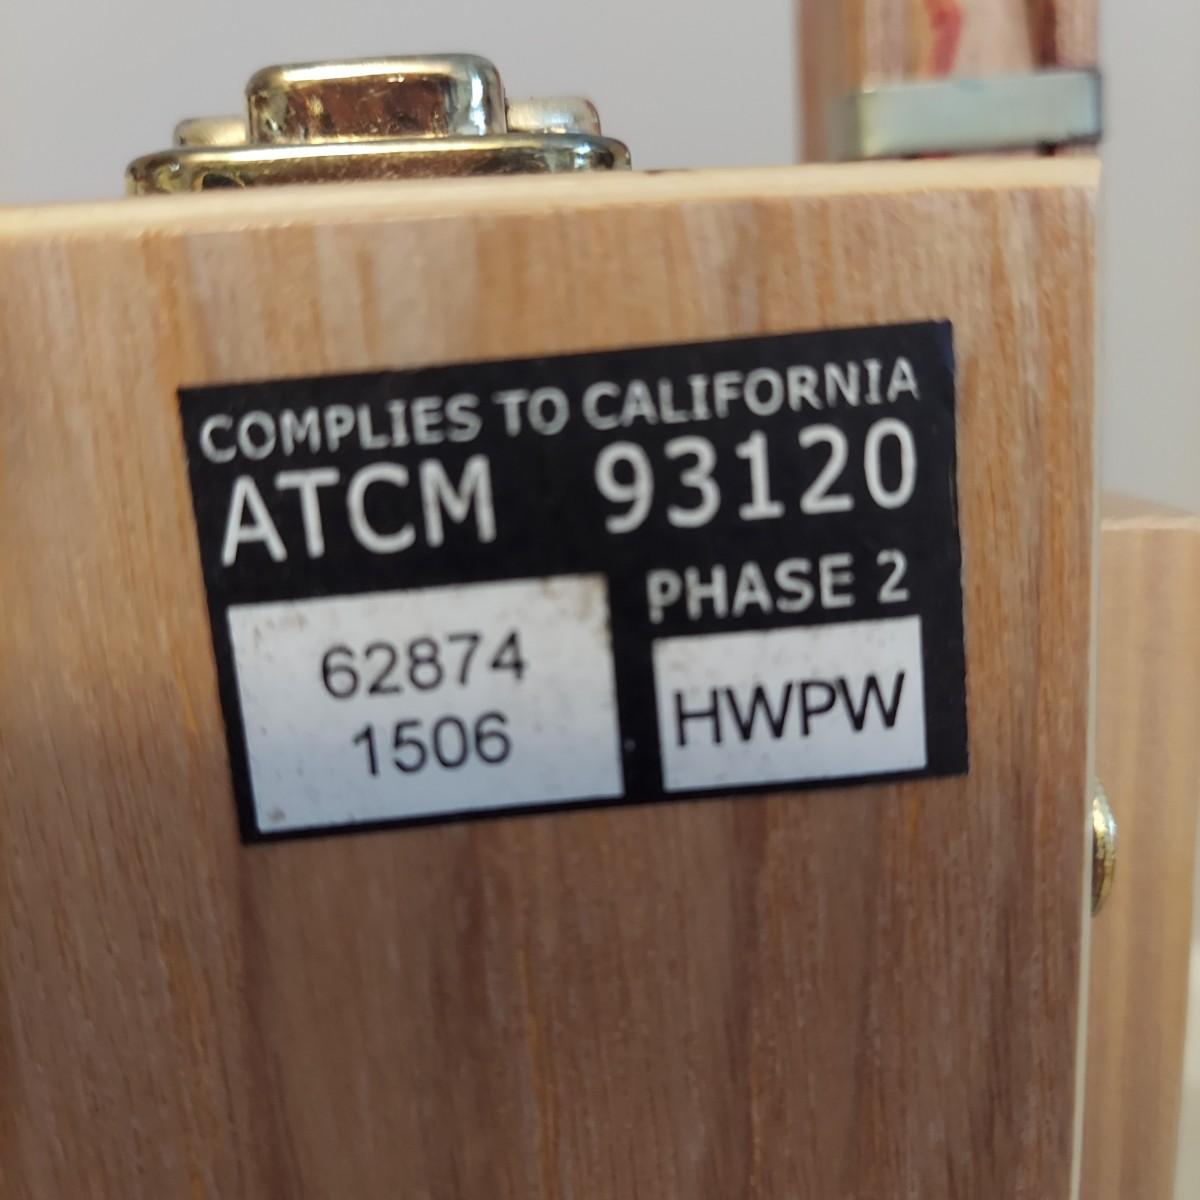 COMPLIES TO CALIFORNIA
ATCM 93120
PHASE 2
62874
1506
HWPW